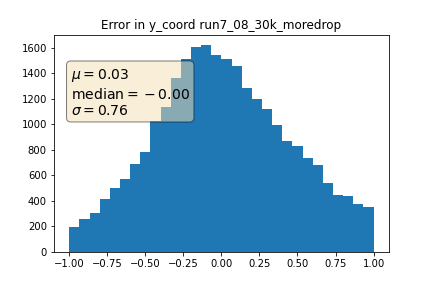 Error in y_coord run7_08_30k_moredrop
1600
1400
1200
1000
800
600
400
200
0
μ = 0.03
median = −0.00
σ = 0.76
−1.00 −0.75 −0.50 −0.25 0.00 0.25 0.50 0.75 1.00